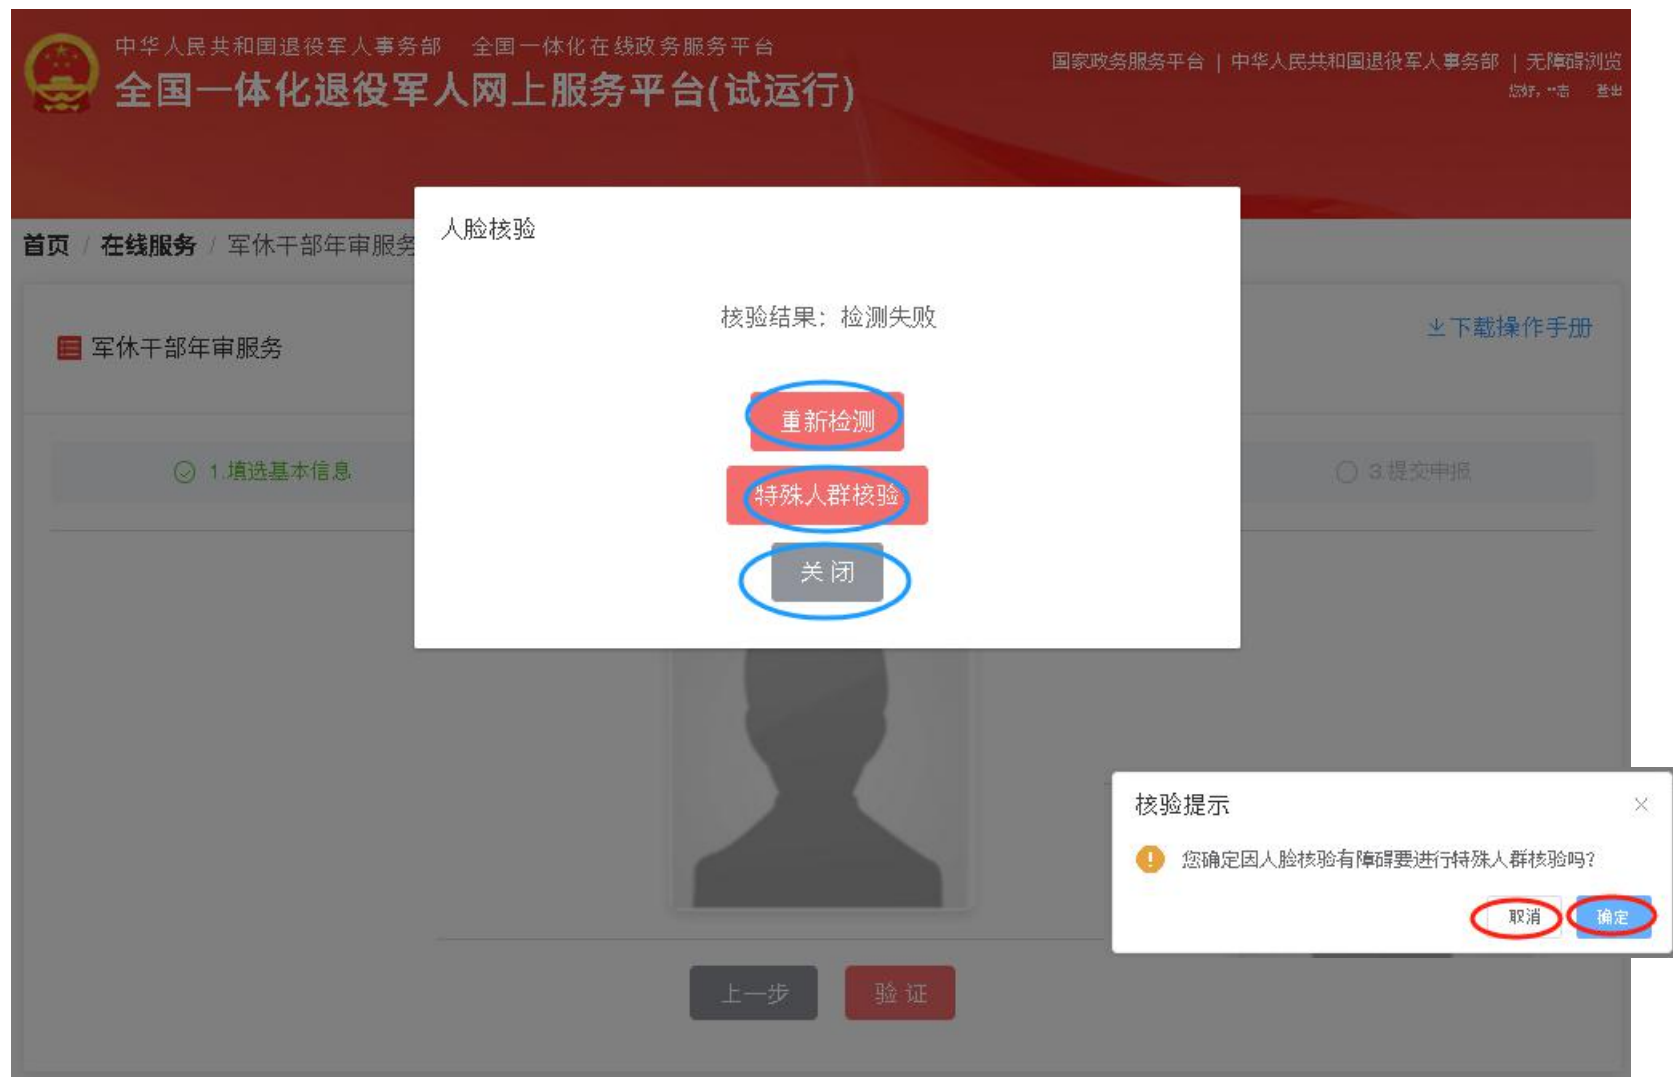 中华人民共和国退役军人事务部 全国一体化在线政务服务平台
全国一体化退役军人网上服务平台(试运行)
国家政务服务平台 | 中华人民共和国退役军人事务部 | 无障碍浏览
您好，**志 登出
首页 / 在线服务 / 军休干部年审服务
人脸核验
核验结果：检测失败
军休干部年审服务
下载操作手册
重新检测
1.填选基本信息
3.提交申报
特殊人群核验
关 闭
核验提示
您确定因人脸核验有障碍要进行特殊人群核验吗？
取消 确定
上一步 验 证